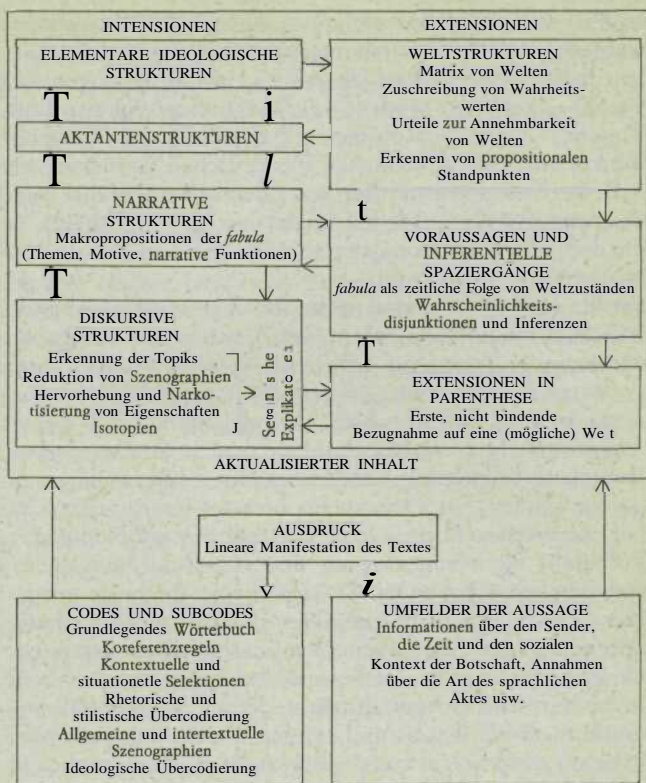 INTENSIONEN
EXTENSIONEN
ELEMENTARE IDEOLOGISCHE
STRUKTUREN
AKTANTENSTRUKTUREN
NARRATIVE
STRUKTUREN
Makropropositionen der fabula
(Themen, Motive, narrative Funktionen)
DISKURSIVE
STRUKTUREN
Erkennung der Topiks
Reduktion von Szenographien
Hervorhebung und Narko-
tisierung von Eigenschaften
Isotopien
WELTSTRUKTUREN
Matrix von Welten
Zuschreibung von Wahrheits-
werten
Urteile zur Annehmbarkeit
von Welten
Erkennen von propositionalen
Standpunkten
VORAUSSAGEN UND
INFERENTIELLE
SPAZIERGÄNGE
fabula als zeitliche Folge von Weltzuständen
Wahrscheinlichkeits-
disjunktionen und Inferenzen
EXTENSIONEN IN
PARENTHESE
Erste, nicht bindende
Bezugnahme auf eine (mögliche) We t
AKTUALISIERTER INHALT
AUSDRUCK
Lineare Manifestation des Textes
CODES UND SUBCODES
Grundlegendes Wörterbuch
Koreferenzregeln
Kontextuelle und
situationetle Selektionen
Rhetorische und
stilistische Übercodierung
Allgemeine und intertextuelle
Szenographien
Ideologische Übercodierung
UMFELDER DER AUSSAGE
Informationen über den Sender,
die Zeit und den sozialen
Kontext der Botschaft, Annahmen
über die Art des sprachlichen
Aktes usw.